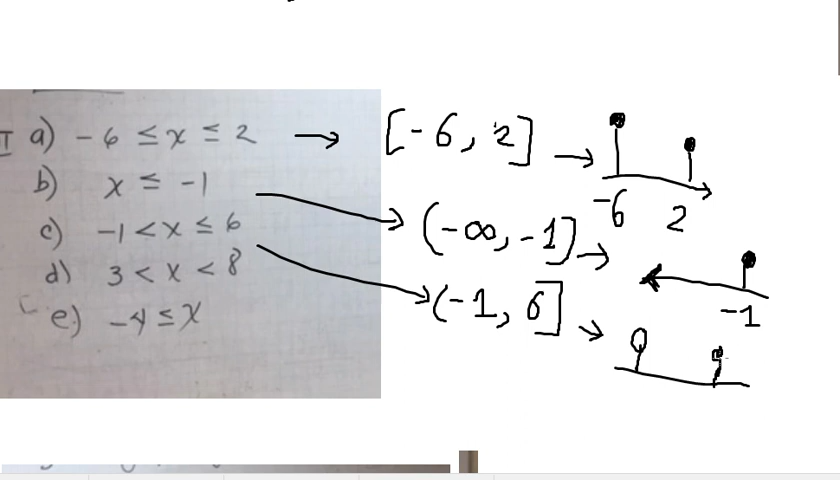 I a) -6 ≤ x ≤ 2 → [-6, 2] →
-6 2
b) x ≤ -1 → (-∞, -1] →
-1
c) -1 < x ≤ 6 → (-1, 6] →
d) 3 < x < 8
e) -4 ≤ x